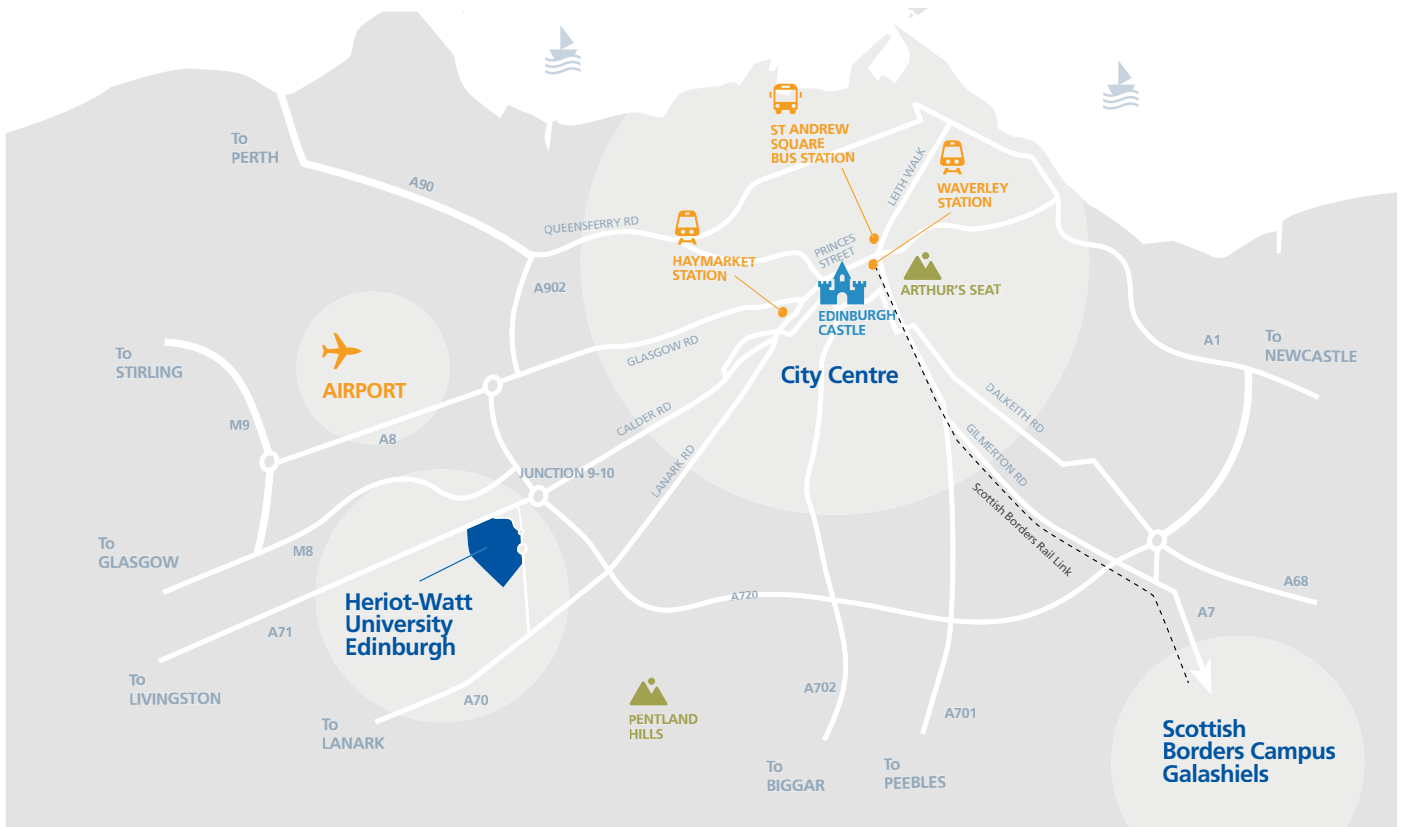 To
PERTH
A90
ST ANDREW
SQUARE
BUS STATION
LEITH WALK
WAVERLEY
STATION
QUEENSFERRY RD
PRINCES
STREET
HAYMARKET
STATION
A902
ARTHUR'S SEAT
EDINBURGH
CASTLE
To
STIRLING
AIRPORT
GLASGOW RD
City Centre
A1
To
NEWCASTLE
M9
A8
CALDER RD
DALKEITH RD
GILMERTON RD
JUNCTION 9-10
LANARK RD
Scottish Borders Rail Link
To
GLASGOW
M8
A720
A68
A7
Heriot-Watt
University
Edinburgh
A71
To
LIVINGSTON
A70
To
LANARK
PENTLAND
HILLS
A702
A701
To
BIGGAR
To
PEEBLES
Scottish
Borders Campus
Galashiels